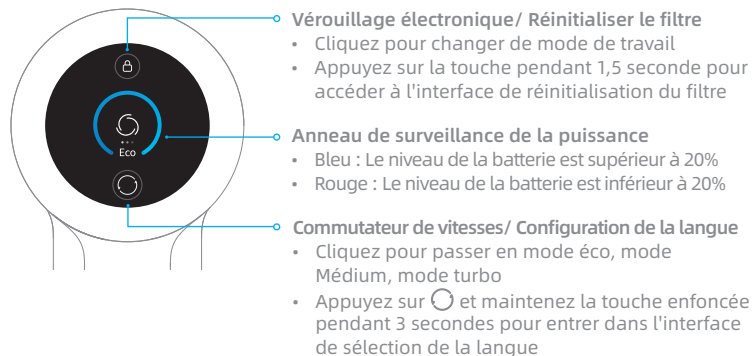 Vérouillage électronique/ Réinitialiser le filtre
• Cliquez pour changer de mode de travail
• Appuyez sur la touche pendant 1,5 seconde pour
accéder à l'interface de réinitialisation du filtre
Anneau de surveillance de la puissance
• Bleu : Le niveau de la batterie est supérieur à 20%
• Rouge : Le niveau de la batterie est inférieur à 20%
Eco
Commutateur de vitesses/ Configuration de la langue
• Cliquez pour passer en mode éco, mode
Médium, mode turbo
• Appuyez sur et maintenez la touche enfoncée
pendant 3 secondes pour entrer dans l'interface
de sélection de la langue